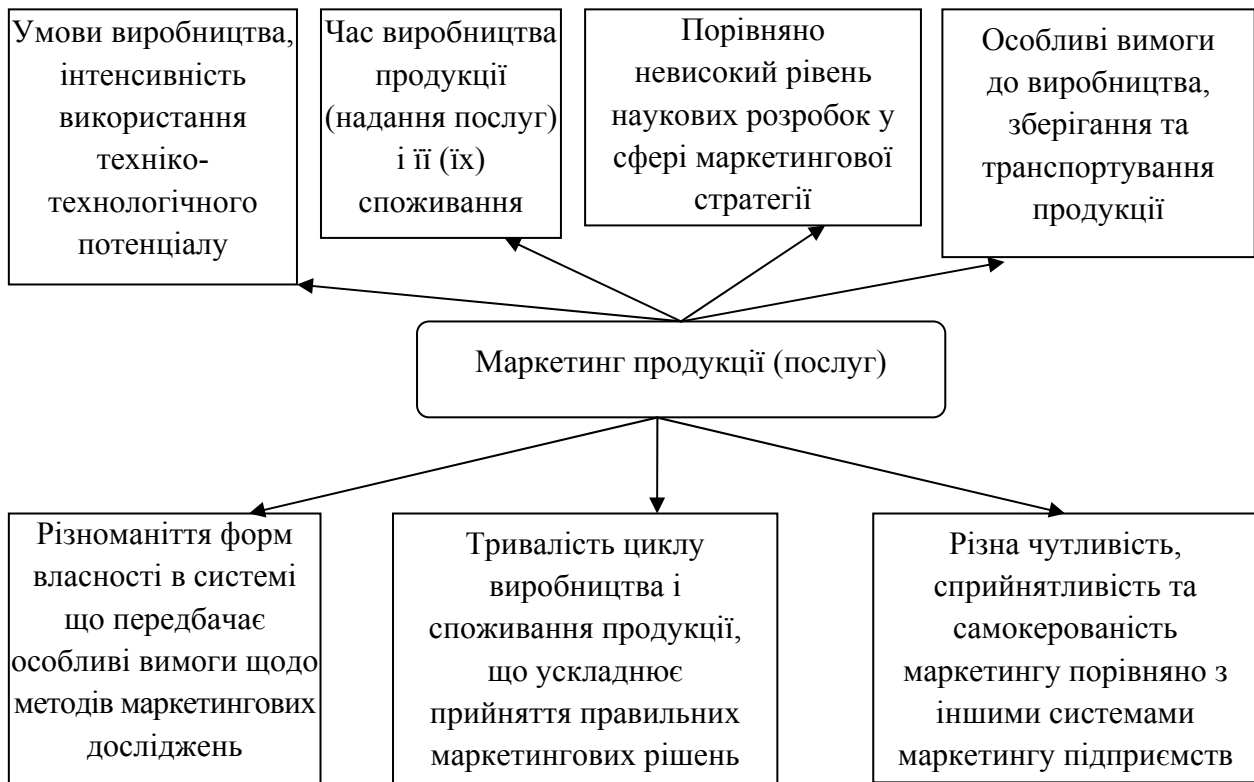 Умови виробництва,
інтенсивність
використання
техніко-
технологічного
потенціалу
Час виробництва
продукції
(надання послуг)
і її (їх)
споживання
Порівняно
невисокий рівень
наукових розробок у
сфері маркетингової
стратегії
Особливі вимоги
до виробництва,
зберігання та
транспортування
продукції
Маркетинг продукції (послуг)
Різноманіття форм
власності в системі
що передбачає
особливі вимоги щодо
методів маркетингових
досліджень
Тривалість циклу
виробництва і
споживання продукції,
що ускладнює
прийняття правильних
маркетингових рішень
Різна чутливість,
сприйнятливість та
самокерованість
маркетингу порівняно з
іншими системами
маркетингу підприємств